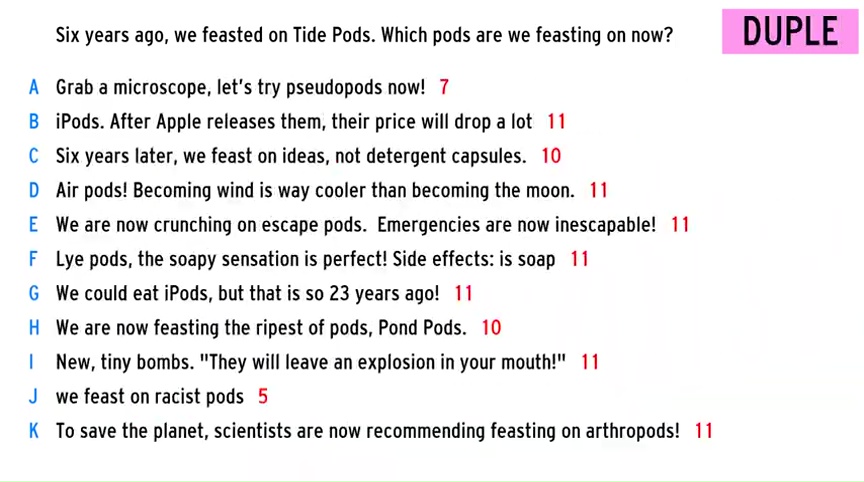 Six years ago, we feasted on Tide Pods. Which pods are we feasting on now?
DUPLE
A Grab a microscope, let's try pseudopods now! 7
B iPods. After Apple releases them, their price will drop a lot 11
C Six years later, we feast on ideas, not detergent capsules. 10
D Air pods! Becoming wind is way cooler than becoming the moon. 11
E We are now crunching on escape pods. Emergencies are now inescapable! 11
F Lye pods, the soapy sensation is perfect! Side effects: is soap 11
G We could eat iPods, but that is so 23 years ago! 11
H We are now feasting the ripest of pods, Pond Pods. 10
I New, tiny bombs. "They will leave an explosion in your mouth!" 11
J we feast on racist pods 5
K To save the planet, scientists are now recommending feasting on arthropods! 11